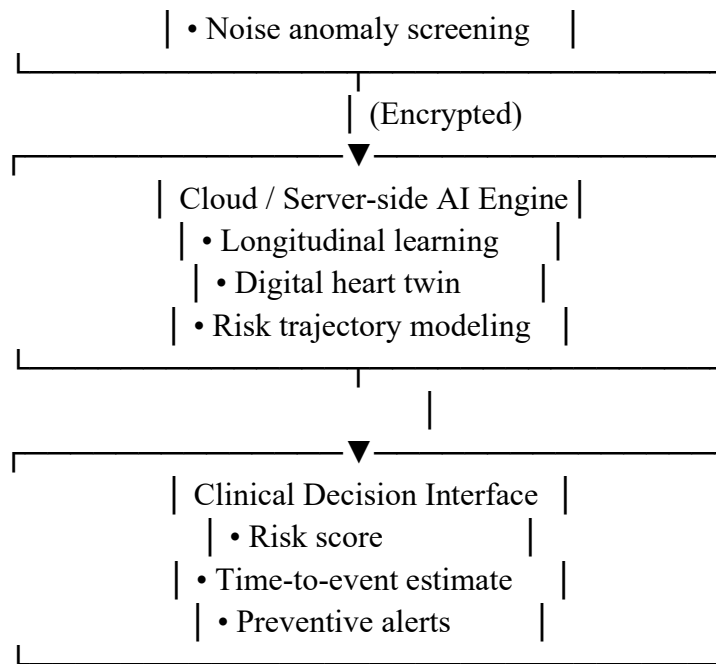 • Noise anomaly screening
(Encrypted)
Cloud / Server-side AI Engine
• Longitudinal learning
• Digital heart twin
• Risk trajectory modeling
Clinical Decision Interface
• Risk score
• Time-to-event estimate
• Preventive alerts